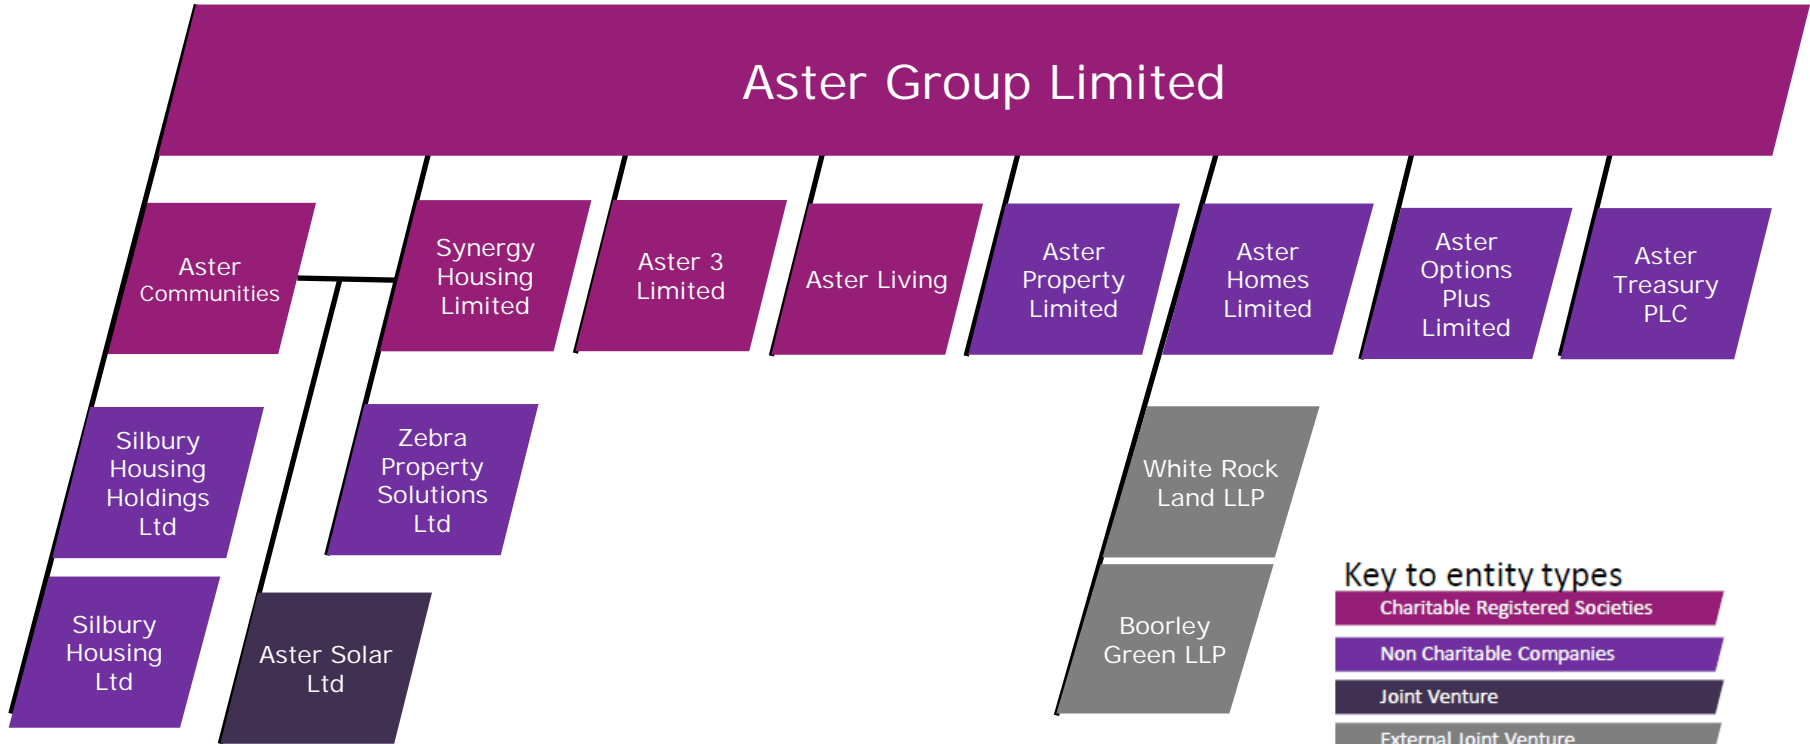 Aster Group Limited
Aster
Communities
Synergy
Housing
Limited
Aster 3
Limited
Aster Living
Aster
Property
Limited
Aster
Homes
Limited
Aster
Options
Plus
Limited
Aster
Treasury
PLC
Silbury
Housing
Holdings
Ltd
Zebra
Property
Solutions
Ltd
White Rock
Land LLP
Silbury
Housing
Ltd
Aster Solar
Ltd
Boorley
Green LLP
Key to entity types
Charitable Registered Societies
Non Charitable Companies
Joint Venture
External Joint Venture